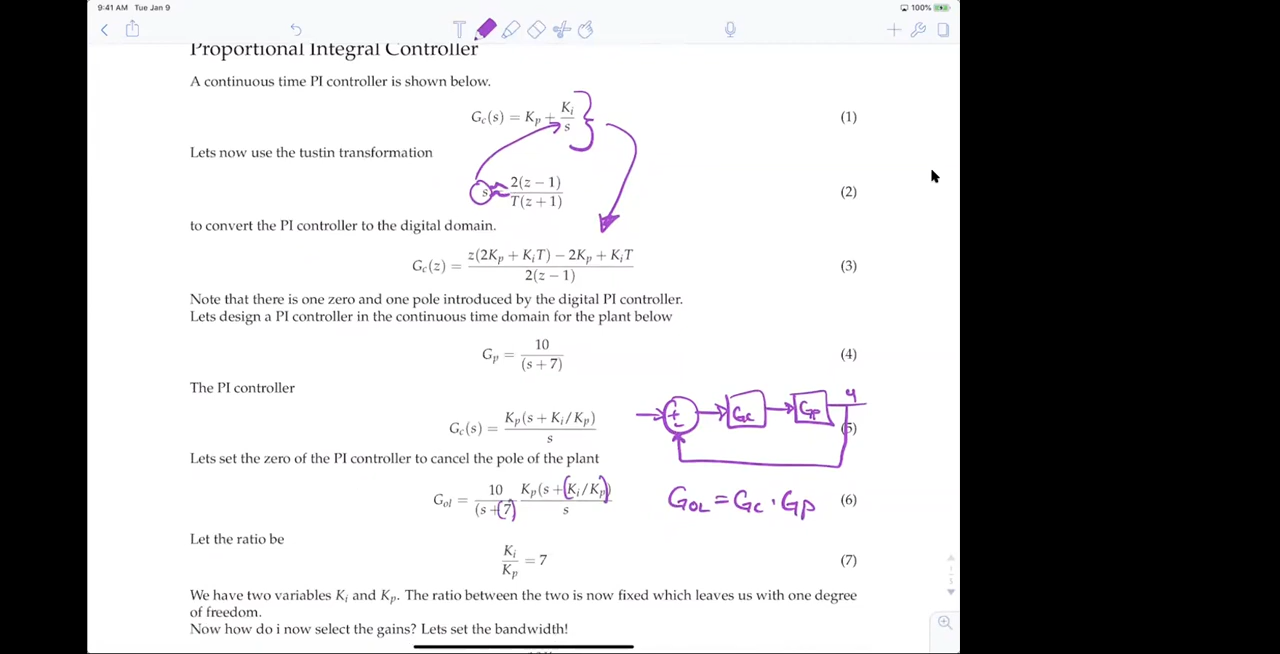 9:41 AM Tue Jan 9
100%
T
Proportional Integral Controller
A continuous time PI controller is shown below.
G_c(s) = K_p + K_i/s } (1)
Lets now use the tustin transformation
s ≈ 2(z − 1)/T(z + 1) (2)
to convert the PI controller to the digital domain.
G_c(z) = z(2K_p + K_iT) − 2K_p + K_iT / 2(z − 1) (3)
Note that there is one zero and one pole introduced by the digital PI controller.
Lets design a PI controller in the continuous time domain for the plant below
G_p = 10/(s + 7) (4)
The PI controller
+ − Gc Gp y
G_c(s) = K_p(s + K_i/K_p)/s (5)
Lets set the zero of the PI controller to cancel the pole of the plant
G_ol = 10/(s + (7)) K_p(s + (K_i/K_p))/s GOL = Gc · Gp (6)
Let the ratio be
K_i/K_p = 7 (7)
We have two variables K_i and K_p. The ratio between the two is now fixed which leaves us with one degree
of freedom.
Now how do i now select the gains? Lets set the bandwidth!